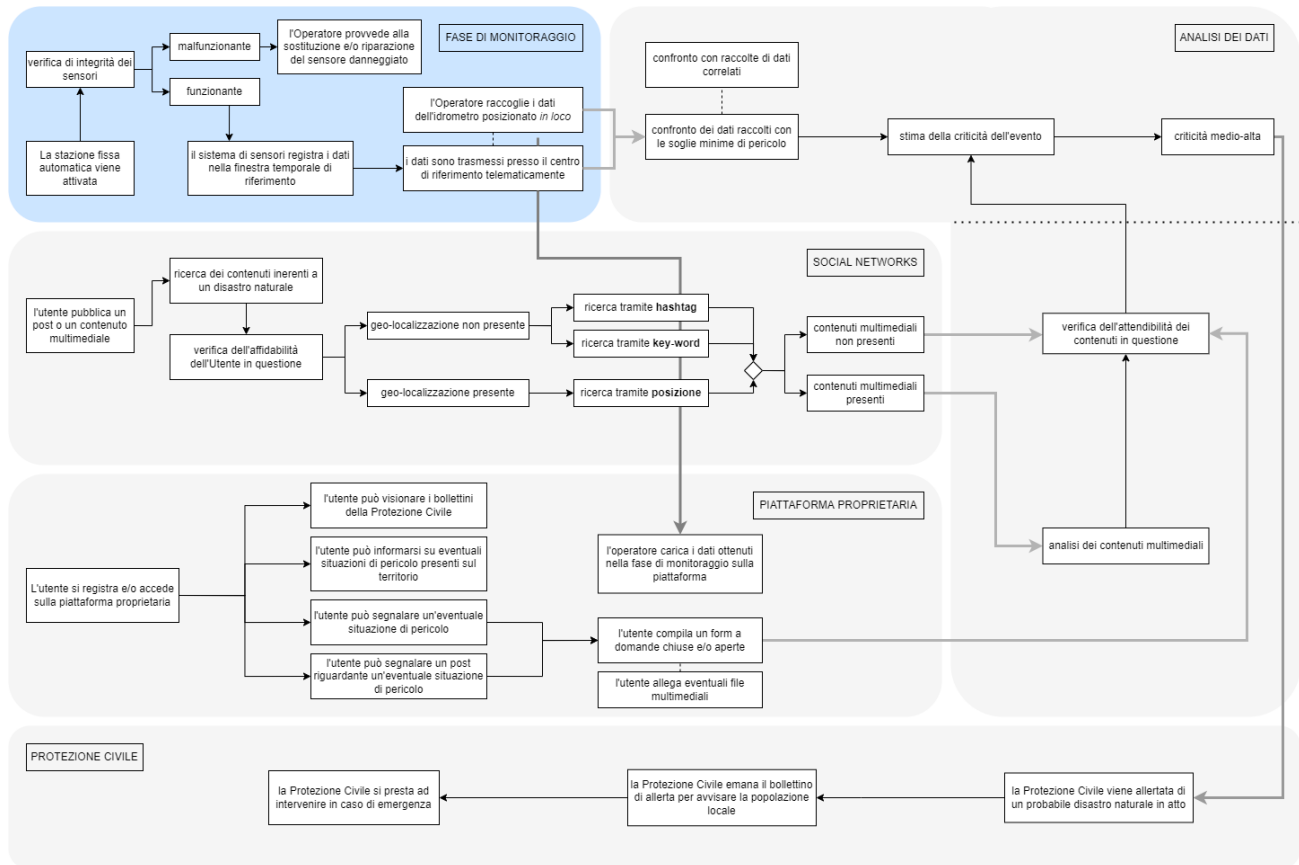 FASE DI MONITORAGGIO
verifica di integrità dei
sensori
malfunzionante
l'Operatore provvede alla
sostituzione e/o riparazione
del sensore danneggiato
funzionante
La stazione fissa
automatica viene
attivata
il sistema di sensori registra i dati
nella finestra temporale di
riferimento
l'Operatore raccoglie i dati
dell'idrometro posizionato in loco
i dati sono trasmessi presso il centro
di riferimento telematicamente
ANALISI DEI DATI
confronto con raccolte di dati
correlati
confronto dei dati raccolti con
le soglie minime di pericolo
stima della criticità dell'evento
criticità medio-alta
SOCIAL NETWORKS
l'utente pubblica un
post o un contenuto
multimediale
ricerca dei contenuti inerenti a
un disastro naturale
verifica dell'affidabilità
dell'Utente in questione
geo-localizzazione non presente
geo-localizzazione presente
ricerca tramite hashtag
ricerca tramite key-word
ricerca tramite posizione
contenuti multimediali
non presenti
contenuti multimediali
presenti
verifica dell'attendibilità dei
contenuti in questione
analisi dei contenuti multimediali
PIATTAFORMA PROPRIETARIA
L'utente si registra e/o accede
sulla piattaforma proprietaria
l'utente può visionare i bollettini
della Protezione Civile
l'utente può informarsi su eventuali
situazioni di pericolo presenti sul
territorio
l'utente può segnalare un'eventuale
situazione di pericolo
l'utente può segnalare un post
riguardante un'eventuale situazione
di pericolo
l'operatore carica i dati ottenuti
nella fase di monitoraggio sulla
piattaforma
l'utente compila un form a
domande chiuse e/o aperte
l'utente allega eventuali file
multimediali
PROTEZIONE CIVILE
la Protezione Civile si presta ad
intervenire in caso di emergenza
la Protezione Civile emana il bollettino
di allerta per avvisare la popolazione
locale
la Protezione Civile viene allertata di
un probabile disastro naturale in atto